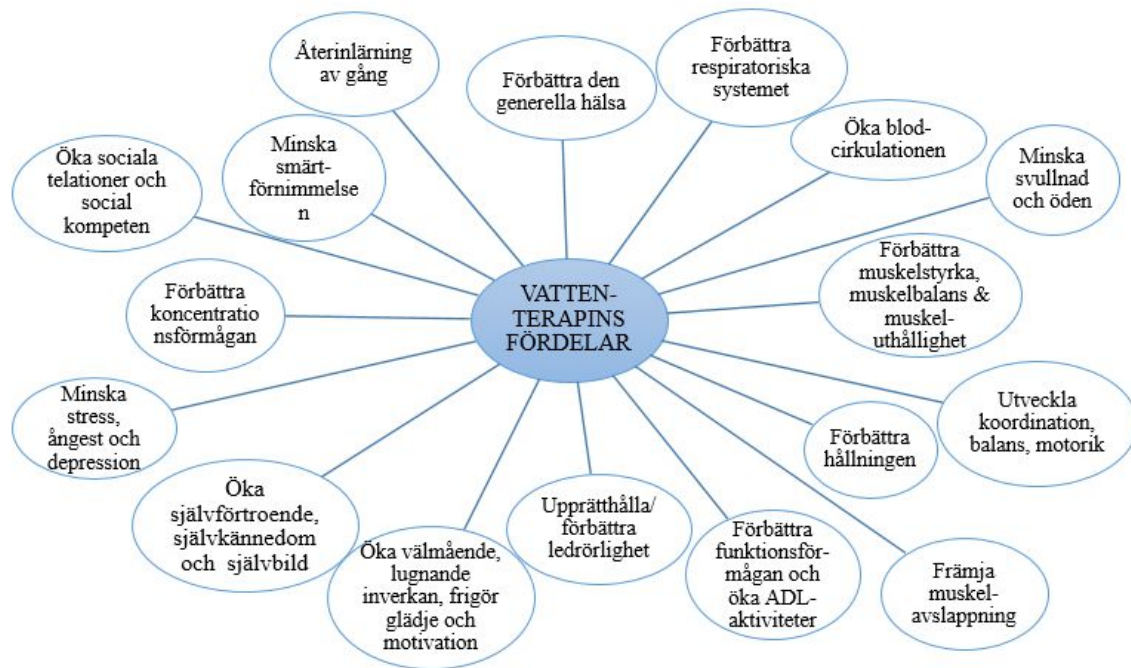 Återinlärning
av gång
Förbättra den
generella hälsa
Förbättra
respiratoriska
systemet
Öka blod-
cirkulationen
Minska
svullnad
och öden
Öka sociala
telationer och
social
kompeten
Minska
smärt-
förnimmelse
n
VATTEN-
TERAPINS
FÖRDELAR
Förbättra
muskelstyrka,
muskelbalans &
muskel-
uthållighet
Förbättra
koncentratio
nsförmågan
Utveckla
koordination,
balans, motorik
Förbättra
hållningen
Minska
stress,
ångest och
depression
Öka
självförtroende,
självkännedom
och självbild
Öka välmående,
lugnande
inverkan, frigör
glädje och
motivation
Upprätthålla/
förbättra
ledrörlighet
Förbättra
funktionsför-
mågan och
öka ADL-
aktiviteter
Främja
muskel-
avslappning